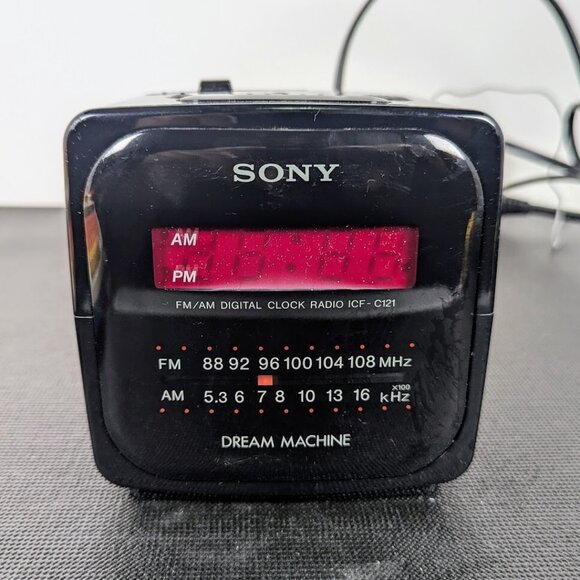 SONY
AM
PM
FM/AM DIGITAL CLOCK RADIO ICF-C121
FM 88 92 96 100 104 108 MHz
x100
AM 5.3 6 7 8 10 13 16 kHz
DREAM MACHINE